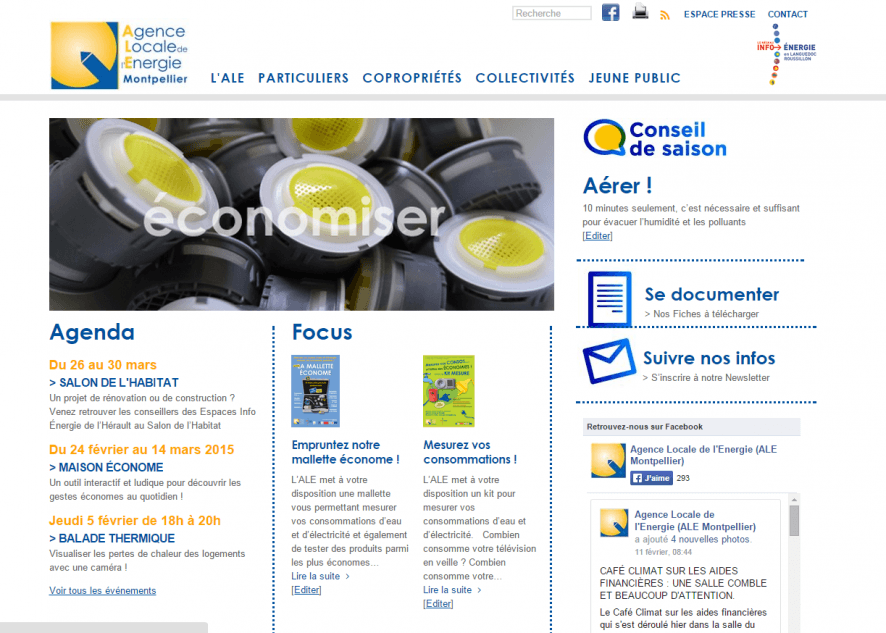 Recherche
ESPACE PRESSE CONTACT
Agence
Locale de
l'Energie
Montpellier
L'ALE PARTICULIERS COPROPRIÉTÉS COLLECTIVITÉS JEUNE PUBLIC
INFO→ÉNERGIE
EN LANGUEDOC
ROUSSILLON
économiser
Conseil
de saison
Aérer !
10 minutes seulement, c'est nécessaire et suffisant
pour évacuer l'humidité et les polluants
[Editer]
Se documenter
> Nos Fiches à télécharger
Suivre nos infos
> S'inscrire à notre Newsletter
Agenda
Du 26 au 30 mars
> SALON DE L'HABITAT
Un projet de rénovation ou de construction ?
Venez retrouver les conseillers des Espaces Info
Énergie de l'Hérault au Salon de l'Habitat
Du 24 février au 14 mars 2015
> MAISON ÉCONOME
Un outil interactif et ludique pour découvrir les
gestes économes au quotidien !
Jeudi 5 février de 18h à 20h
> BALADE THERMIQUE
Visualiser les pertes de chaleur des logements
avec une caméra !
Voir tous les événements
Focus
LA MALLETTE
ÉCONOME
Empruntez notre
mallette économe !
L'ALE met à votre
disposition une mallette
vous permettant mesurer
vos consommations d'eau
et d'électricité et également
de tester des produits parmi
les plus économes...
Lire la suite >
[Editer]
Mesurez vos
consommations !
L'ALE met à votre
disposition un kit pour
mesurer vos
consommations d'eau et
d'électricité. Combien
consomme votre télévision
en veille ? Combien
consomme votre...
Lire la suite >
[Editer]
Retrouvez-nous sur Facebook
Agence Locale de l'Energie (ALE
Montpellier)
J'aime 293
Agence Locale de
l'Energie (ALE Montpellier)
a ajouté 4 nouvelles photos.
11 février, 08:44
CAFÉ CLIMAT SUR LES AIDES
FINANCIÈRES : UNE SALLE COMBLE
ET BEAUCOUP D'ATTENTION.
Le Café Climat sur les aides financières
qui s'est déroulé hier dans la salle du